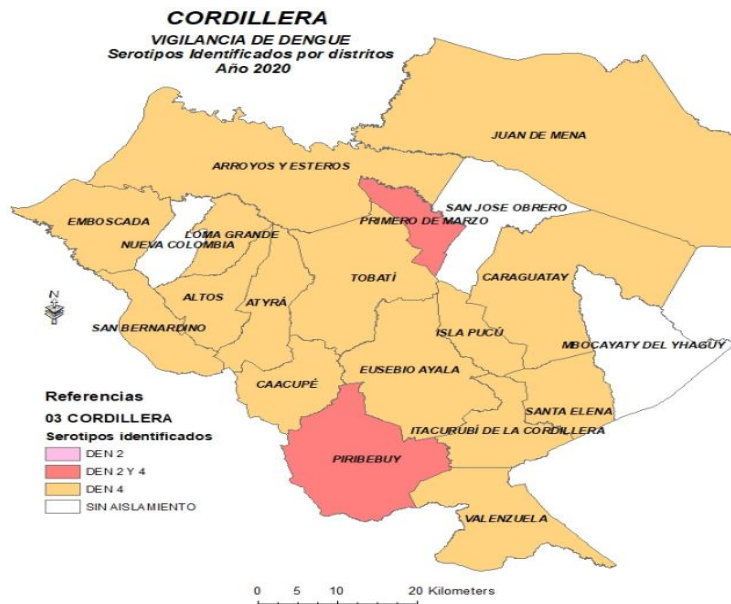 CORDILLERA
VIGILANCIA DE DENGUE
Serotipos Identificados por distritos
Año 2020
JUAN DE MENA
ARROYOS Y ESTEROS
SAN JOSE OBRERO
EMBOSCADA
PRIMERO DE MARZO
LOMA GRANDE
NUEVA COLOMBIA
TOBATÍ
CARAGUATAY
ALTOS
ATYRÁ
N
SAN BERNARDINO
ISLA PUCÚ
MBOCAYATY DEL YHAGUY
EUSEBIO AYALA
CAACUPÉ
SANTA ELENA
ITACURUBÍ DE LA CORDILLERA
PIRIBEBUY
VALENZUELA
Referencias
03 CORDILLERA
Serotipos identificados
DEN 2
DEN 2 Y 4
DEN 4
SIN AISLAMIENTO
0 5 10 20 Kilometers